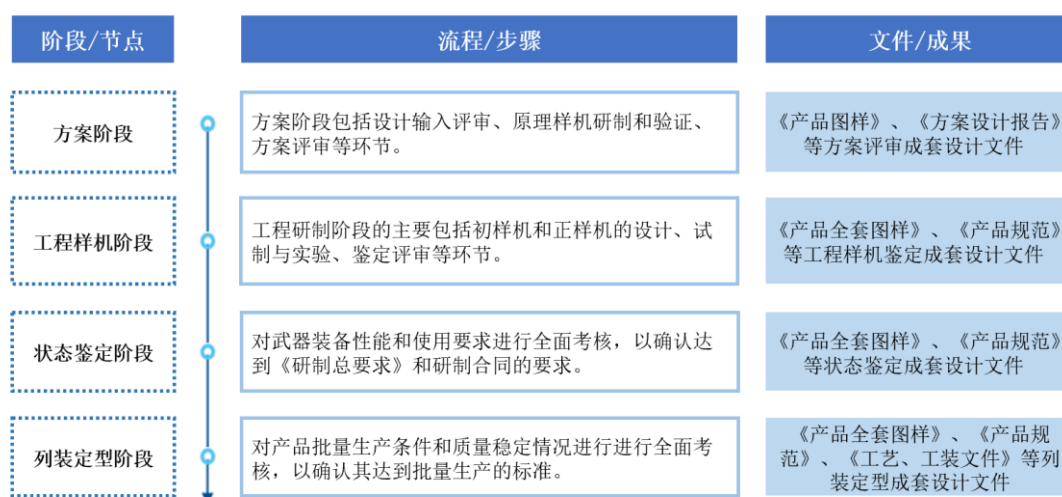 阶段/节点
流程/步骤
文件/成果
方案阶段
方案阶段包括设计输入评审、原理样机研制和验证、
方案评审等环节。
《产品图样》、《方案设计报告》
等方案评审成套设计文件
工程样机阶段
工程研制阶段的主要包括初样机和正样机的设计、试
制与实验、鉴定评审等环节。
《产品全套图样》、《产品规范》
等工程样机鉴定成套设计文件
状态鉴定阶段
对武器装备性能和使用要求进行全面考核，以确认达
到《研制总要求》和研制合同的要求。
《产品全套图样》、《产品规范》
等状态鉴定成套设计文件
列装定型阶段
对产品批量生产条件和质量稳定情况进行进行全面考
核，以确认其达到批量生产的标准。
《产品全套图样》、《产品规
范》、《工艺、工装文件》等列
装定型成套设计文件